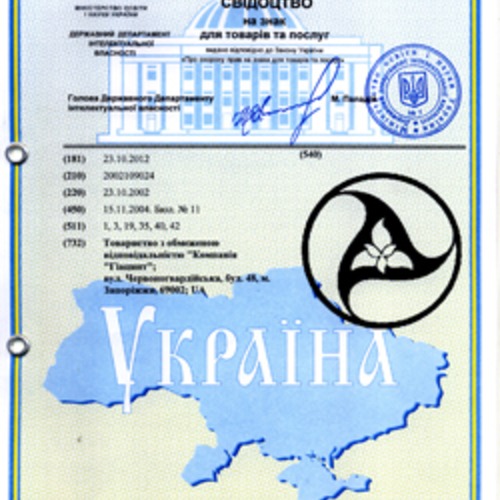 МІНІСТЕРСТВО ОСВІТИ
І НАУКИ УКРАЇНИ
ДЕРЖАВНИЙ ДЕПАРТАМЕНТ
ІНТЕЛЕКТУАЛЬНОЇ
ВЛАСНОСТІ
СВІДОЦТВО
на знак
для товарів та послуг
видано відповідно до Закону України
«Про охорону прав на знаки для товарів та послуг»
Голова Державного Департаменту
інтелектуальної власності
М. Паладій
(540)
(181) 23.10.2012
(210) 2002109024
(220) 23.10.2002
(450) 15.11.2004. Бюл. № 11
(511) 1, 3, 19, 35, 40, 42
(732) Товариство з обмеженою
відповідальністю "Компанія
"Гіацинт";
вул. Червоногвардійська, буд. 48, м.
Запоріжжя, 69002; UA
УКРАЇНА